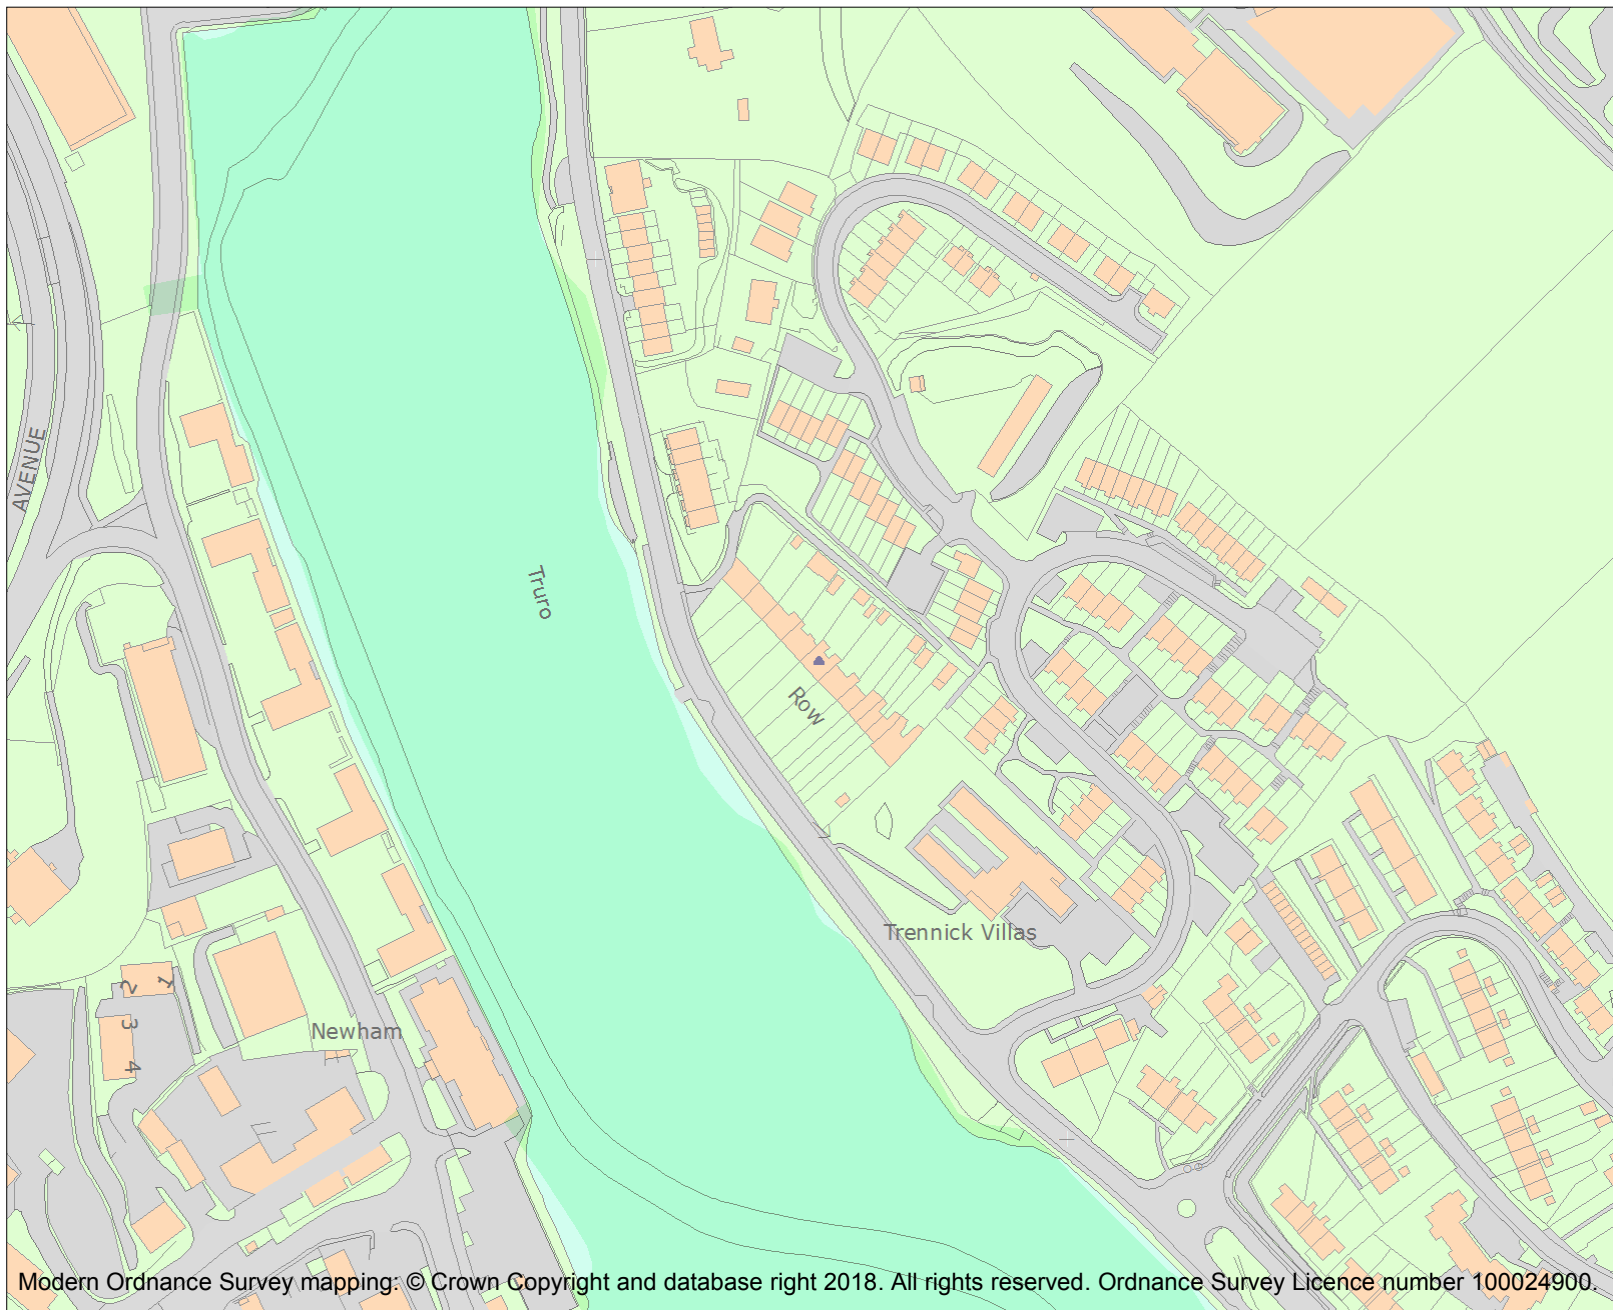 AVENUE
Truro
Row
Trennick Villas
2 1
3
4
Newham
Modern Ordnance Survey mapping: © Crown Copyright and database right 2018. All rights reserved. Ordnance Survey Licence number 100024900.